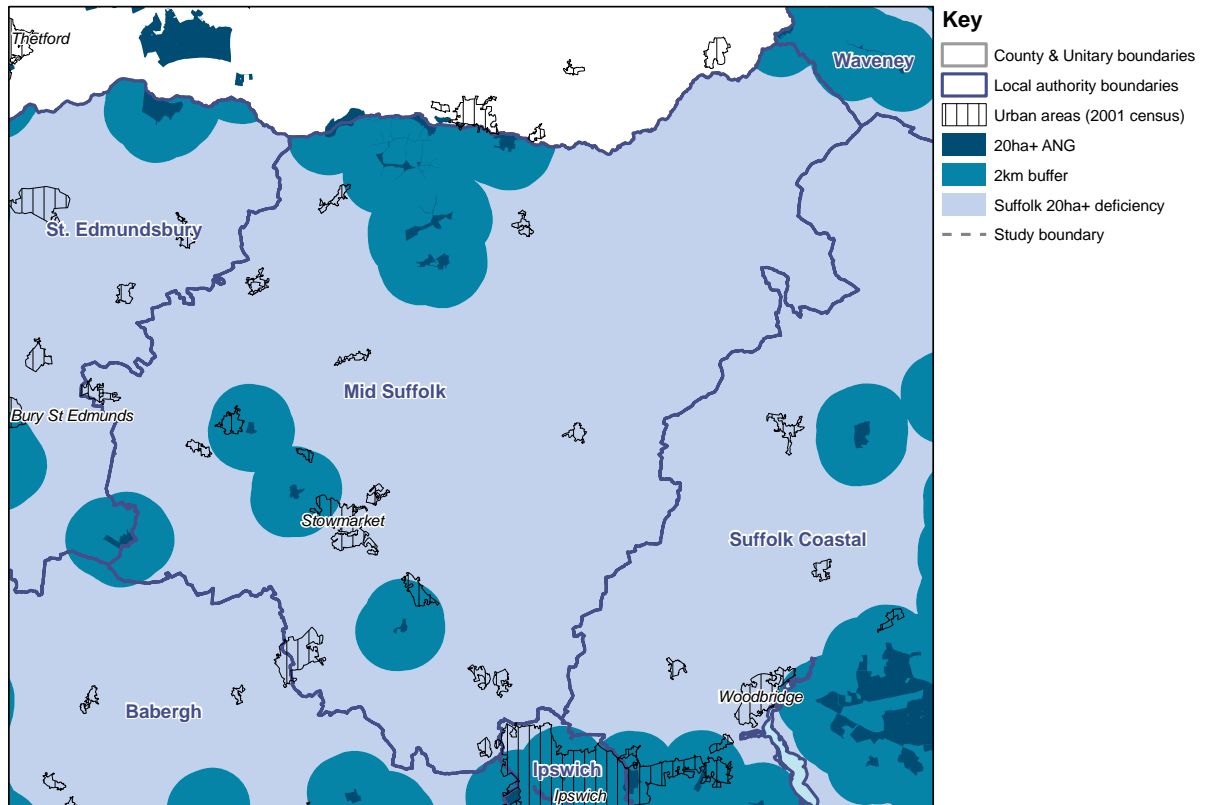 Thetford
Waveney
St. Edmundsbury
Mid Suffolk
Bury St Edmunds
Stowmarket
Suffolk Coastal
Babergh
Woodbridge
Ipswich
Ipswich
Key
County & Unitary boundaries
Local authority boundaries
Urban areas (2001 census)
20ha+ ANG
2km buffer
Suffolk 20ha+ deficiency
Study boundary